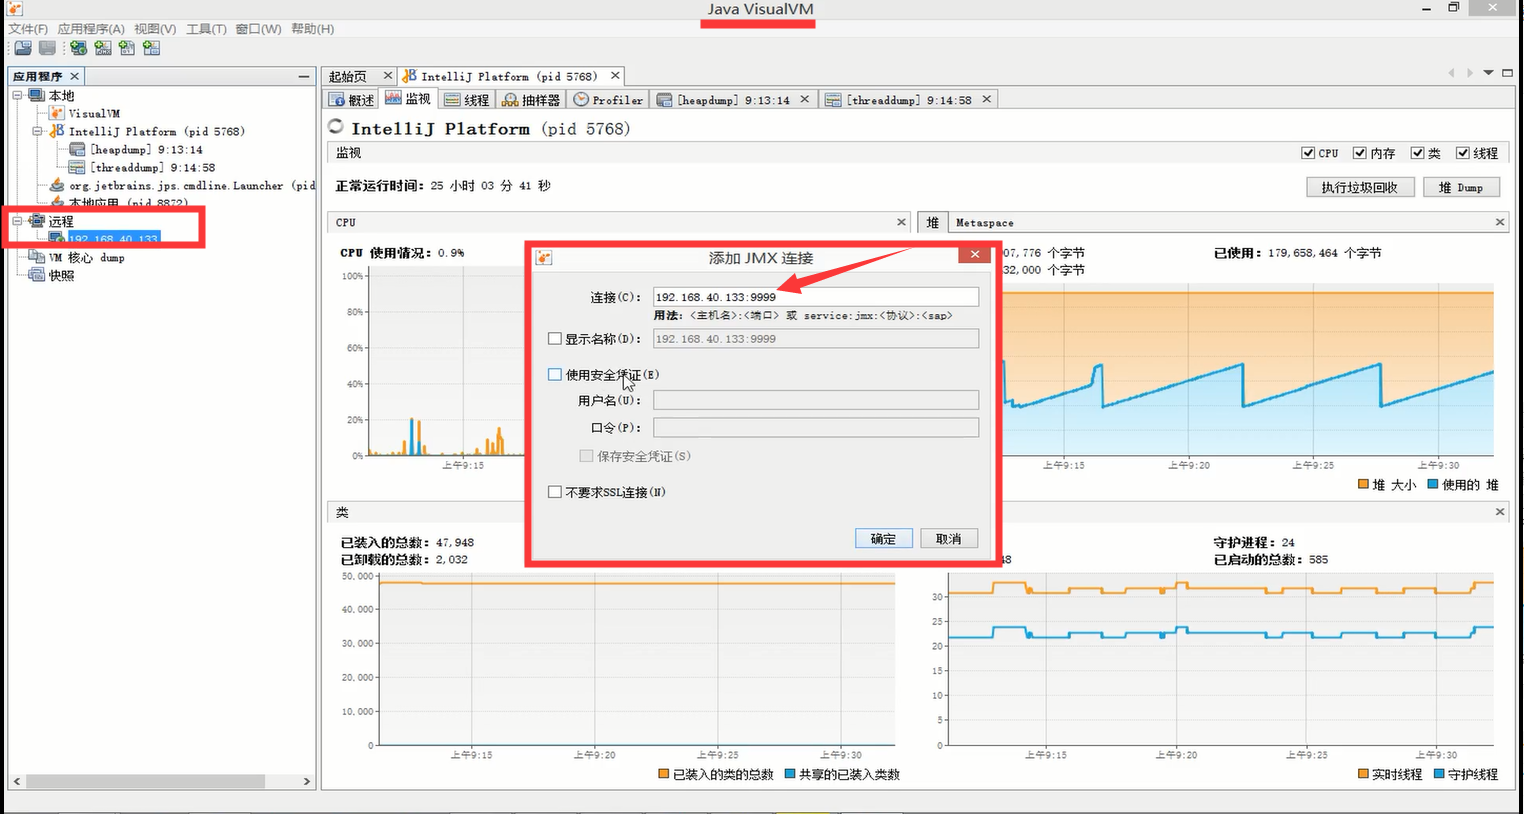 Java VisualVM
文件(F) 应用程序(A) 视图(V) 工具(T) 窗口(W) 帮助(H)
应用程序
本地
VisualVM
IntelliJ Platform (pid 5768)
[heapdump] 9:13:14
[threaddump] 9:14:58
org.jetbrains.jps.cmdline.Launcher (pid
本地应用 (pid 8872)
远程
192.168.40.133
VM 核心 dump
快照
起始页 IntelliJ Platform (pid 5768)
概述 监视 线程 抽样器 Profiler [heapdump] 9:13:14 [threaddump] 9:14:58
IntelliJ Platform (pid 5768)
监视 CPU 内存 类 线程
正常运行时间: 25 小时 03 分 41 秒 执行垃圾回收 堆 Dump
CPU
CPU 使用情况: 0.9%
100%
80%
60%
40%
20%
0%
上午9:15
堆 Metaspace
07,776 个字节 已使用: 179,658,464 个字节
32,000 个字节
上午9:15 上午9:20 上午9:25 上午9:30
堆 大小 使用的 堆
添加 JMX 连接
连接(C): 192.168.40.133:9999
用法: <主机名>:<端口> 或 service:jmx:<协议>:<sap>
显示名称(D): 192.168.40.133:9999
使用安全凭证(E)
用户名(U):
口令(P):
保存安全凭证(S)
不要求SSL连接(N)
确定 取消
类
已装入的总数: 47,948
已卸载的总数: 2,032
50,000
40,000
30,000
20,000
10,000
0
上午9:15 上午9:20 上午9:25 上午9:30
已装入的类的总数 共享的已装入类数
守护进程: 24
48 已启动的总数: 585
30
25
20
15
10
5
0
上午9:15 上午9:20 上午9:25 上午9:30
实时线程 守护线程